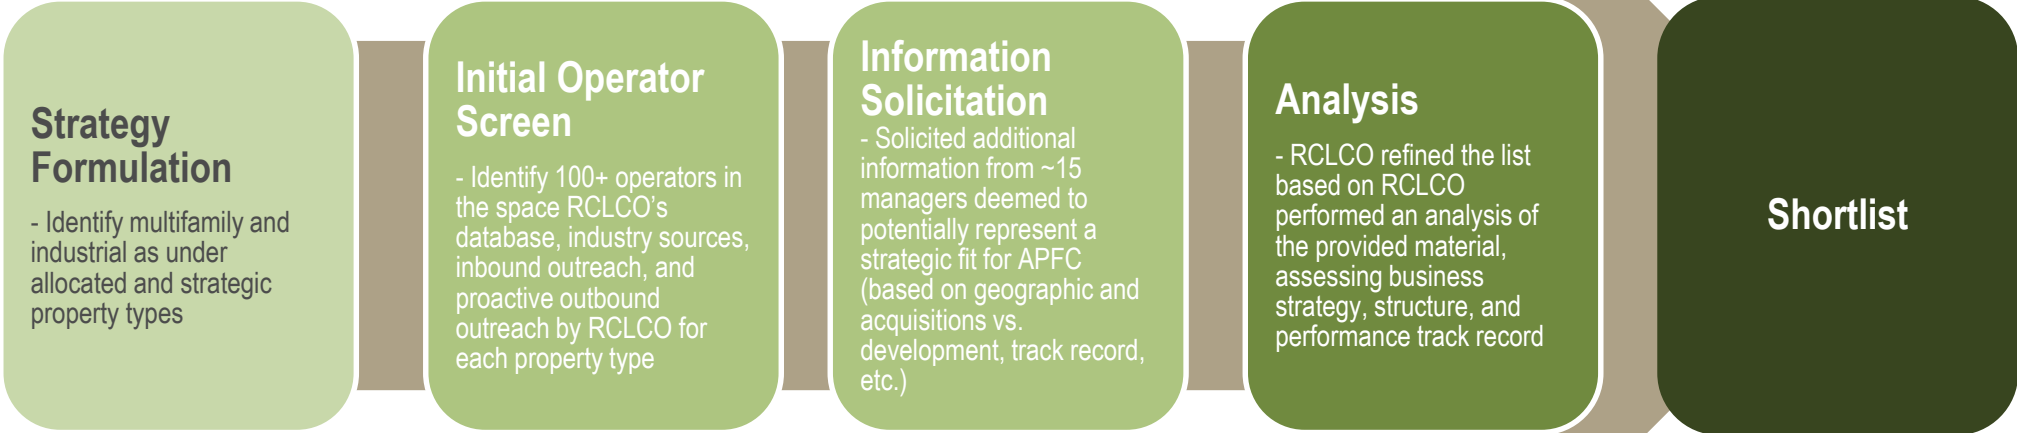 Strategy
Formulation
- Identify multifamily and
industrial as under
allocated and strategic
property types
Initial Operator
Screen
- Identify 100+ operators in
the space RCLCO's
database, industry sources,
inbound outreach, and
proactive outbound
outreach by RCLCO for
each property type
Information
Solicitation
- Solicited additional
information from ~15
managers deemed to
potentially represent a
strategic fit for APFC
(based on geographic and
acquisitions vs.
development, track record,
etc.)
Analysis
- RCLCO refined the list
based on RCLCO
performed an analysis of
the provided material,
assessing business
strategy, structure, and
performance track record
Shortlist